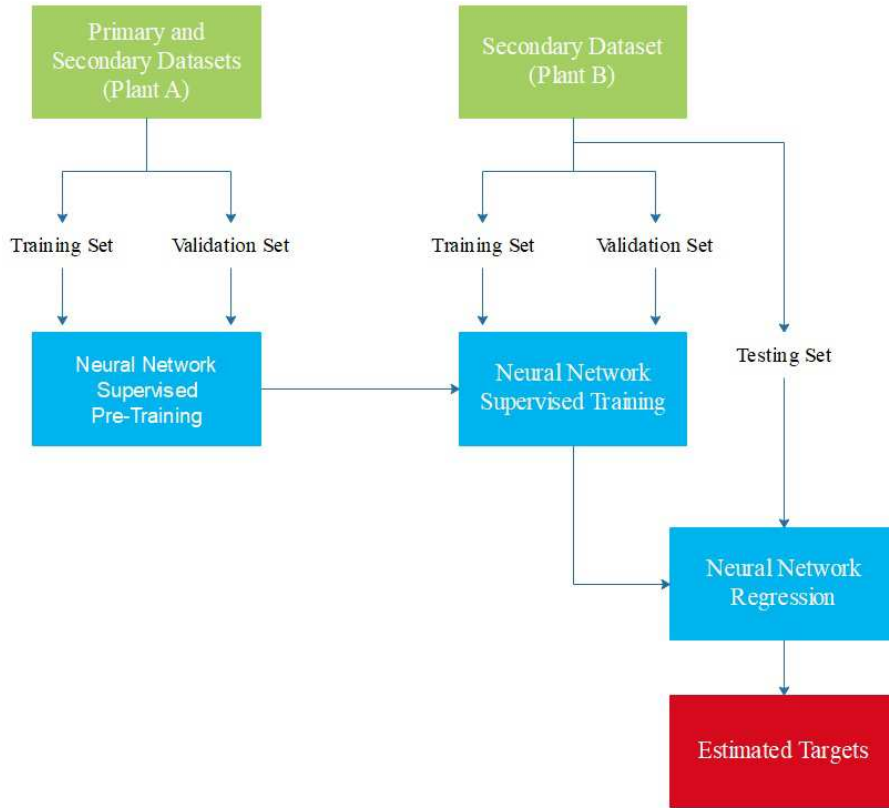 Primary and
Secondary Datasets
(Plant A)
Secondary Dataset
(Plant B)
Training Set
Validation Set
Training Set
Validation Set
Neural Network
Supervised
Pre-Training
Neural Network
Supervised Training
Testing Set
Neural Network
Regression
Estimated Targets